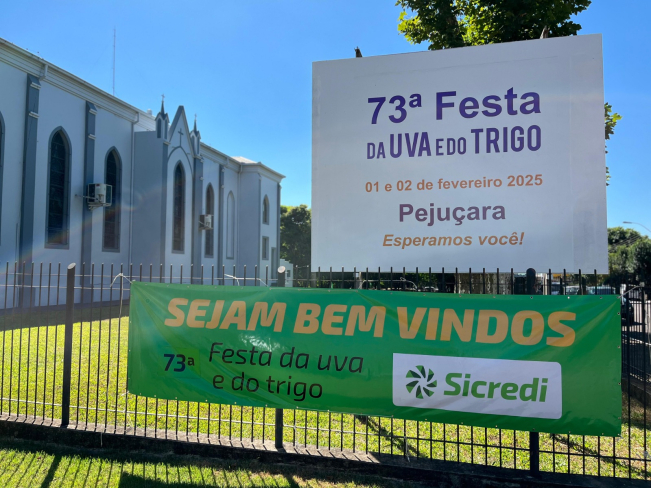 73ª Festa
DA UVA E DO TRIGO
01 e 02 de fevereiro 2025
Pejuçara
Esperamos você!
SEJAM BEM VINDOS
73ª Festa da uva
e do trigo
Sicredi